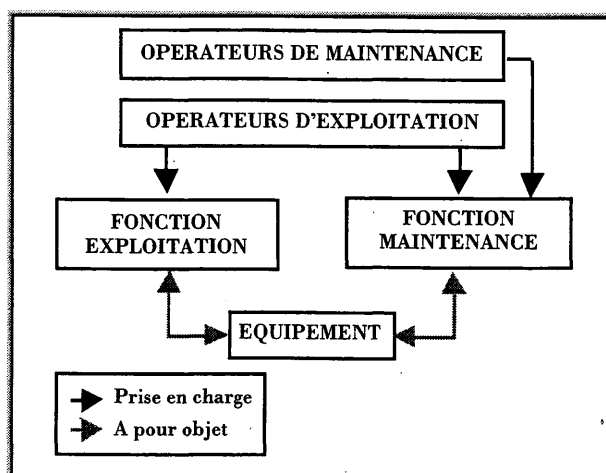 OPERATEURS DE MAINTENANCE
OPERATEURS D'EXPLOITATION
FONCTION
EXPLOITATION
FONCTION
MAINTENANCE
EQUIPEMENT
Prise en charge
A pour objet